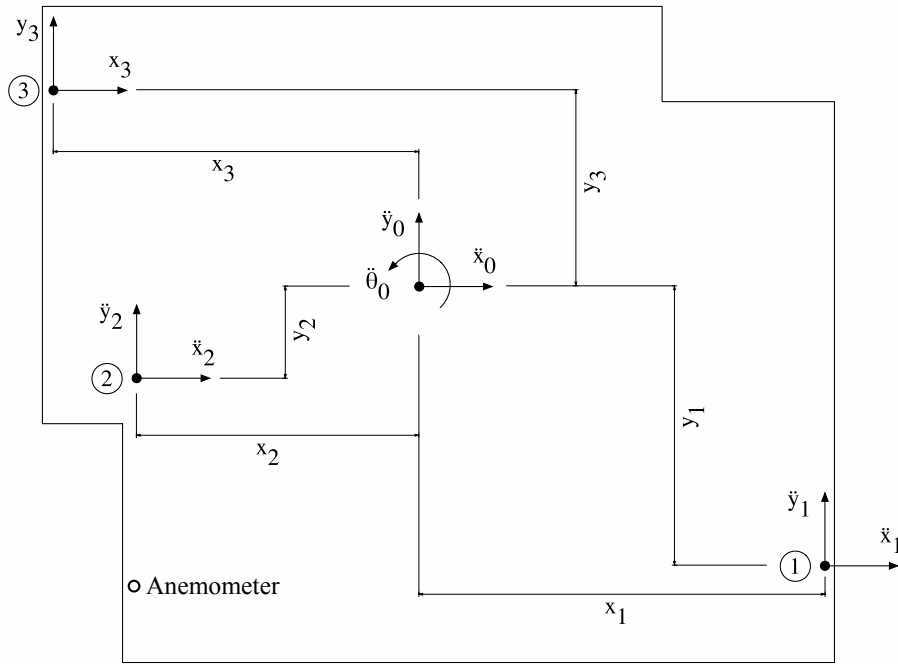 y3
x3
3
x3
y3
ÿ0
ẍ0
θ̈0
ÿ2
y2
ẍ2
2
y1
x2
ÿ1
ẍ1
1
Anemometer
x1